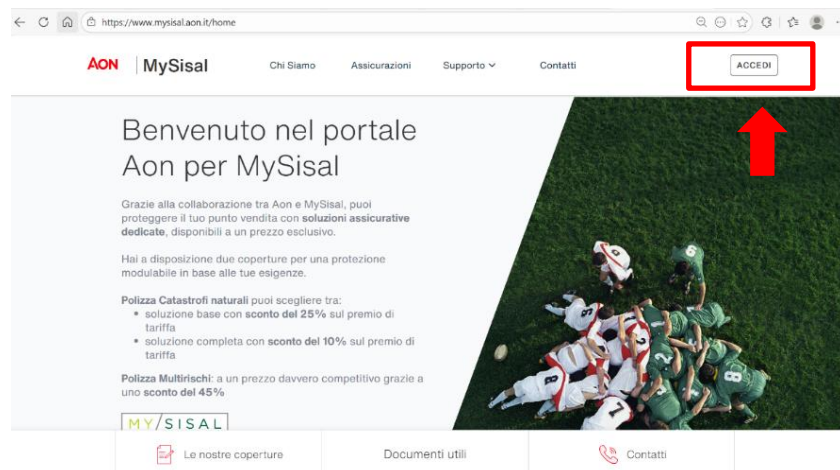 https://www.mysisal.aon.it/home
AON MySisal Chi Siamo Assicurazioni Supporto Contatti ACCEDI
Benvenuto nel portale
Aon per MySisal
Grazie alla collaborazione tra Aon e MySisal, puoi
proteggere il tuo punto vendita con soluzioni assicurative
dedicate, disponibili a un prezzo esclusivo.
Hai a disposizione due coperture per una protezione
modulabile in base alle tue esigenze.
Polizza Catastrofi naturali puoi scegliere tra:
soluzione base con sconto del 25% sul premio di
tariffa
soluzione completa con sconto del 10% sul premio di
tariffa
Polizza Multirischi: a un prezzo davvero competitivo grazie a
uno sconto del 45%
MY/SISAL
Le nostre coperture Documenti utili Contatti